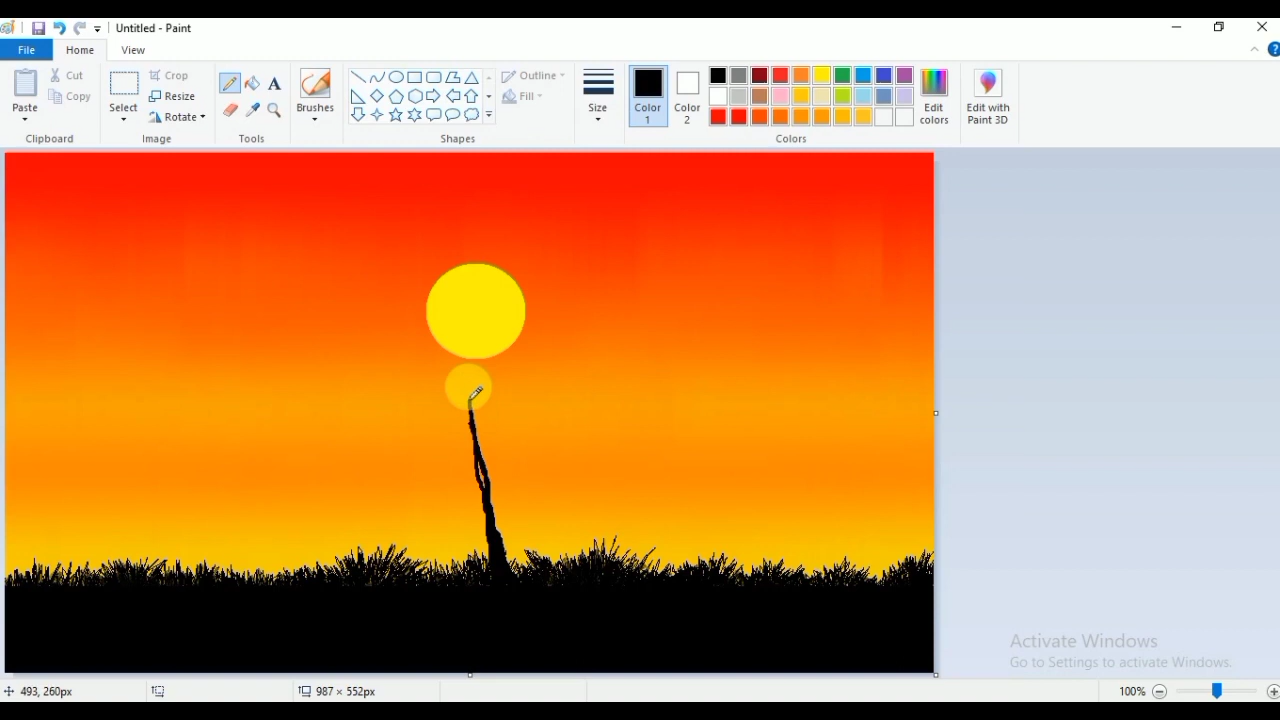 Untitled - Paint
File Home View
Paste
Cut
Copy
Clipboard
Select
Crop
Resize
Rotate
Image
A
Tools
Brushes
Outline
Fill
Shapes
Size
Color
1
Color
2
Edit
colors
Colors
Edit with
Paint 3D
?
Activate Windows
Go to Settings to activate Windows.
493, 260px
987 × 552px
100%